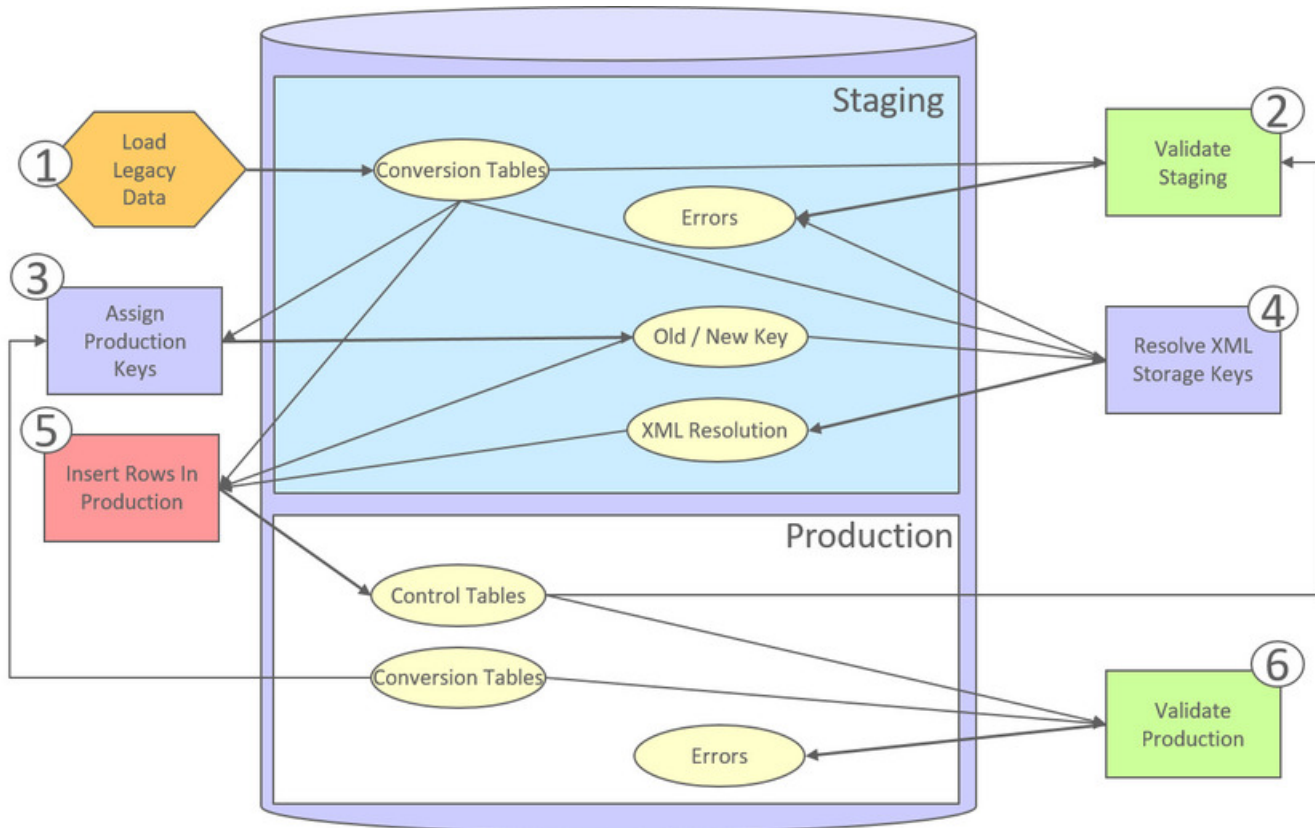 Staging
1
Load
Legacy
Data
Conversion Tables
2
Validate
Staging
Errors
3
Assign
Production
Keys
Old / New Key
4
Resolve XML
Storage Keys
5
Insert Rows In
Production
XML Resolution
Production
Control Tables
Conversion Tables
6
Validate
Production
Errors